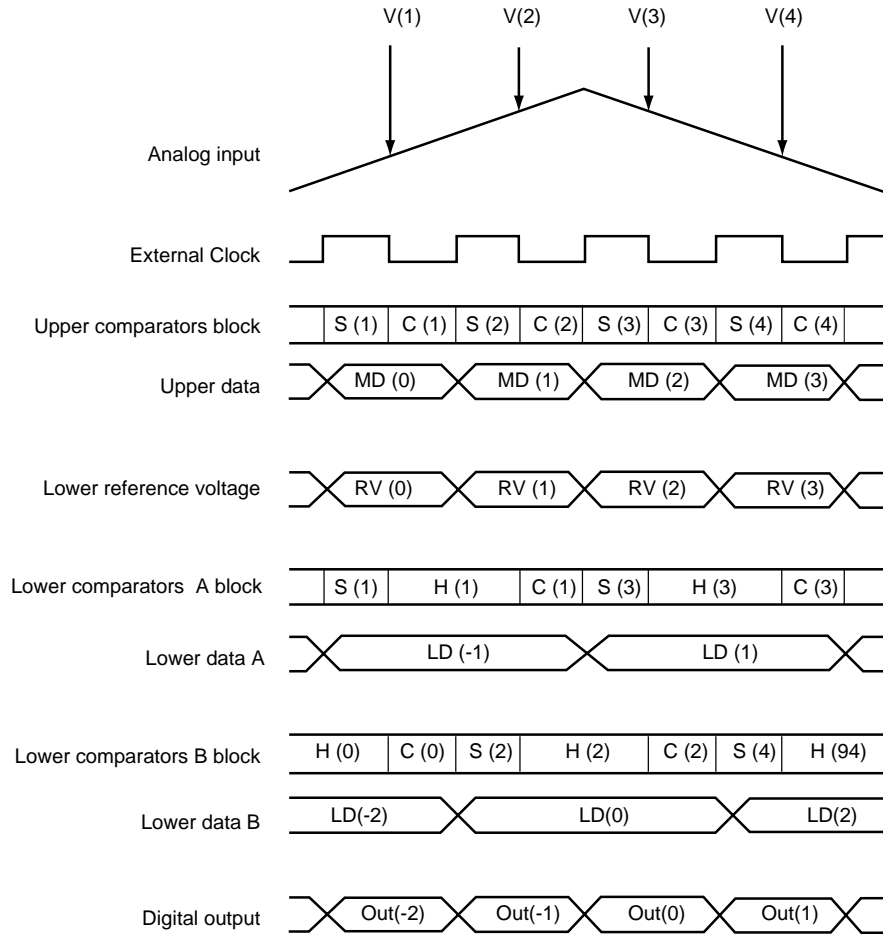 V(1) V(2) V(3) V(4)
Analog input
External Clock
Upper comparators block S (1) C (1) S (2) C (2) S (3) C (3) S (4) C (4)
Upper data MD (0) MD (1) MD (2) MD (3)
Lower reference voltage RV (0) RV (1) RV (2) RV (3)
Lower comparators A block S (1) H (1) C (1) S (3) H (3) C (3)
Lower data A LD (-1) LD (1)
Lower comparators B block H (0) C (0) S (2) H (2) C (2) S (4) H (94)
Lower data B LD(-2) LD(0) LD(2)
Digital output Out(-2) Out(-1) Out(0) Out(1)